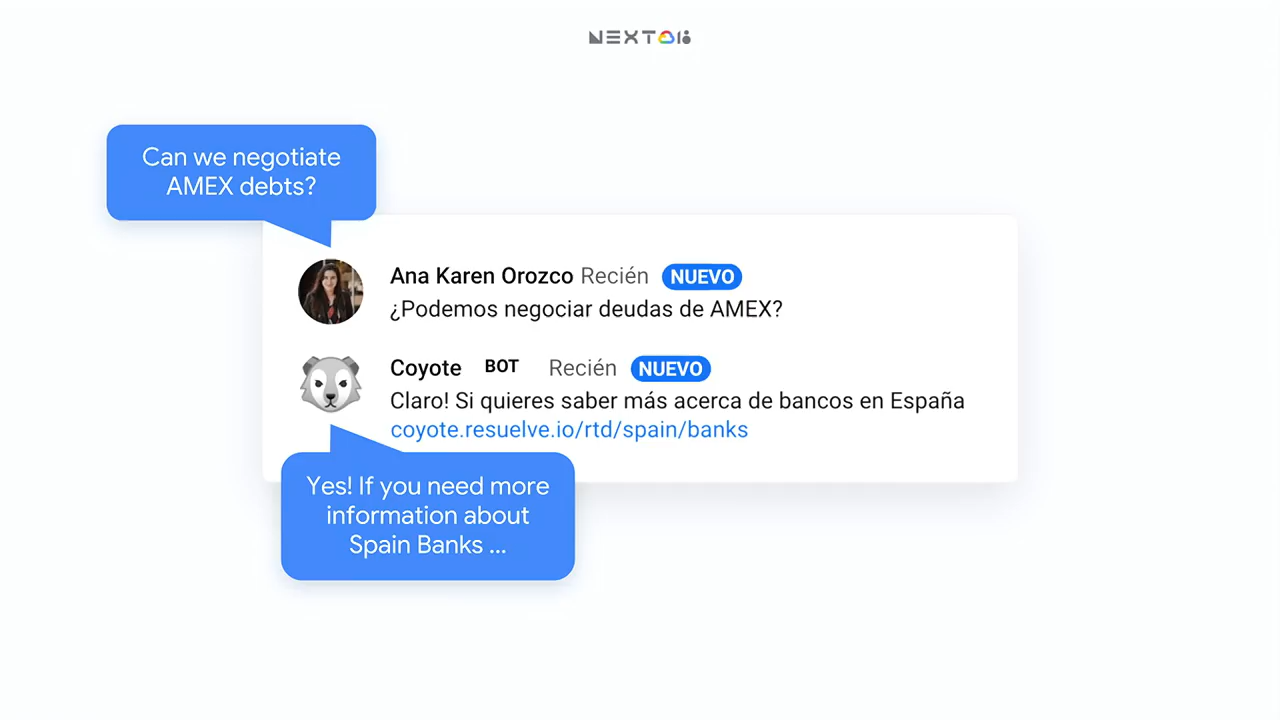 NEXT 18
Can we negotiate
AMEX debts?
Ana Karen Orozco Recién NUEVO
¿Podemos negociar deudas de AMEX?
Coyote BOT Recién NUEVO
Claro! Si quieres saber más acerca de bancos en España
coyote.resuelve.io/rtd/spain/banks
Yes! If you need more
information about
Spain Banks ...